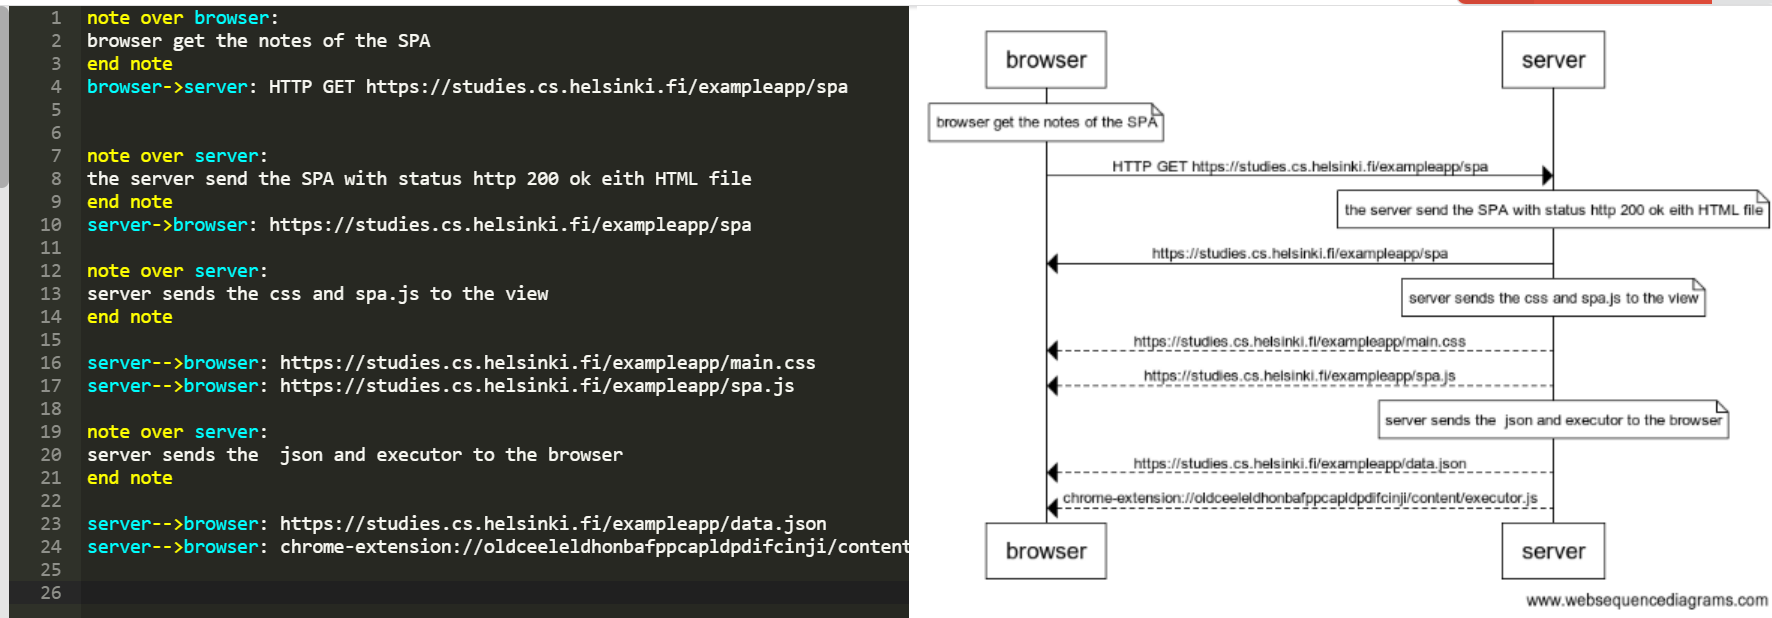 1 note over browser:
2 browser get the notes of the SPA
3 end note
4 browser->server: HTTP GET https://studies.cs.helsinki.fi/exampleapp/spa
5
6
7 note over server:
8 the server send the SPA with status http 200 ok eith HTML file
9 end note
10 server->browser: https://studies.cs.helsinki.fi/exampleapp/spa
11
12 note over server:
13 server sends the css and spa.js to the view
14 end note
15
16 server-->browser: https://studies.cs.helsinki.fi/exampleapp/main.css
17 server-->browser: https://studies.cs.helsinki.fi/exampleapp/spa.js
18
19 note over server:
20 server sends the  json and executor to the browser
21 end note
22
23 server-->browser: https://studies.cs.helsinki.fi/exampleapp/data.json
24 server-->browser: chrome-extension://oldceeleldhonbafppcapldpdifcinji/content
25
26
browser
server
browser get the notes of the SPA
HTTP GET https://studies.cs.helsinki.fi/exampleapp/spa
the server send the SPA with status http 200 ok eith HTML file
https://studies.cs.helsinki.fi/exampleapp/spa
server sends the css and spa.js to the view
https://studies.cs.helsinki.fi/exampleapp/main.css
https://studies.cs.helsinki.fi/exampleapp/spa.js
server sends the  json and executor to the browser
https://studies.cs.helsinki.fi/exampleapp/data.json
chrome-extension://oldceeleldhonbafppcapldpdifcinji/content/executor.js
browser
server
www.websequencediagrams.com